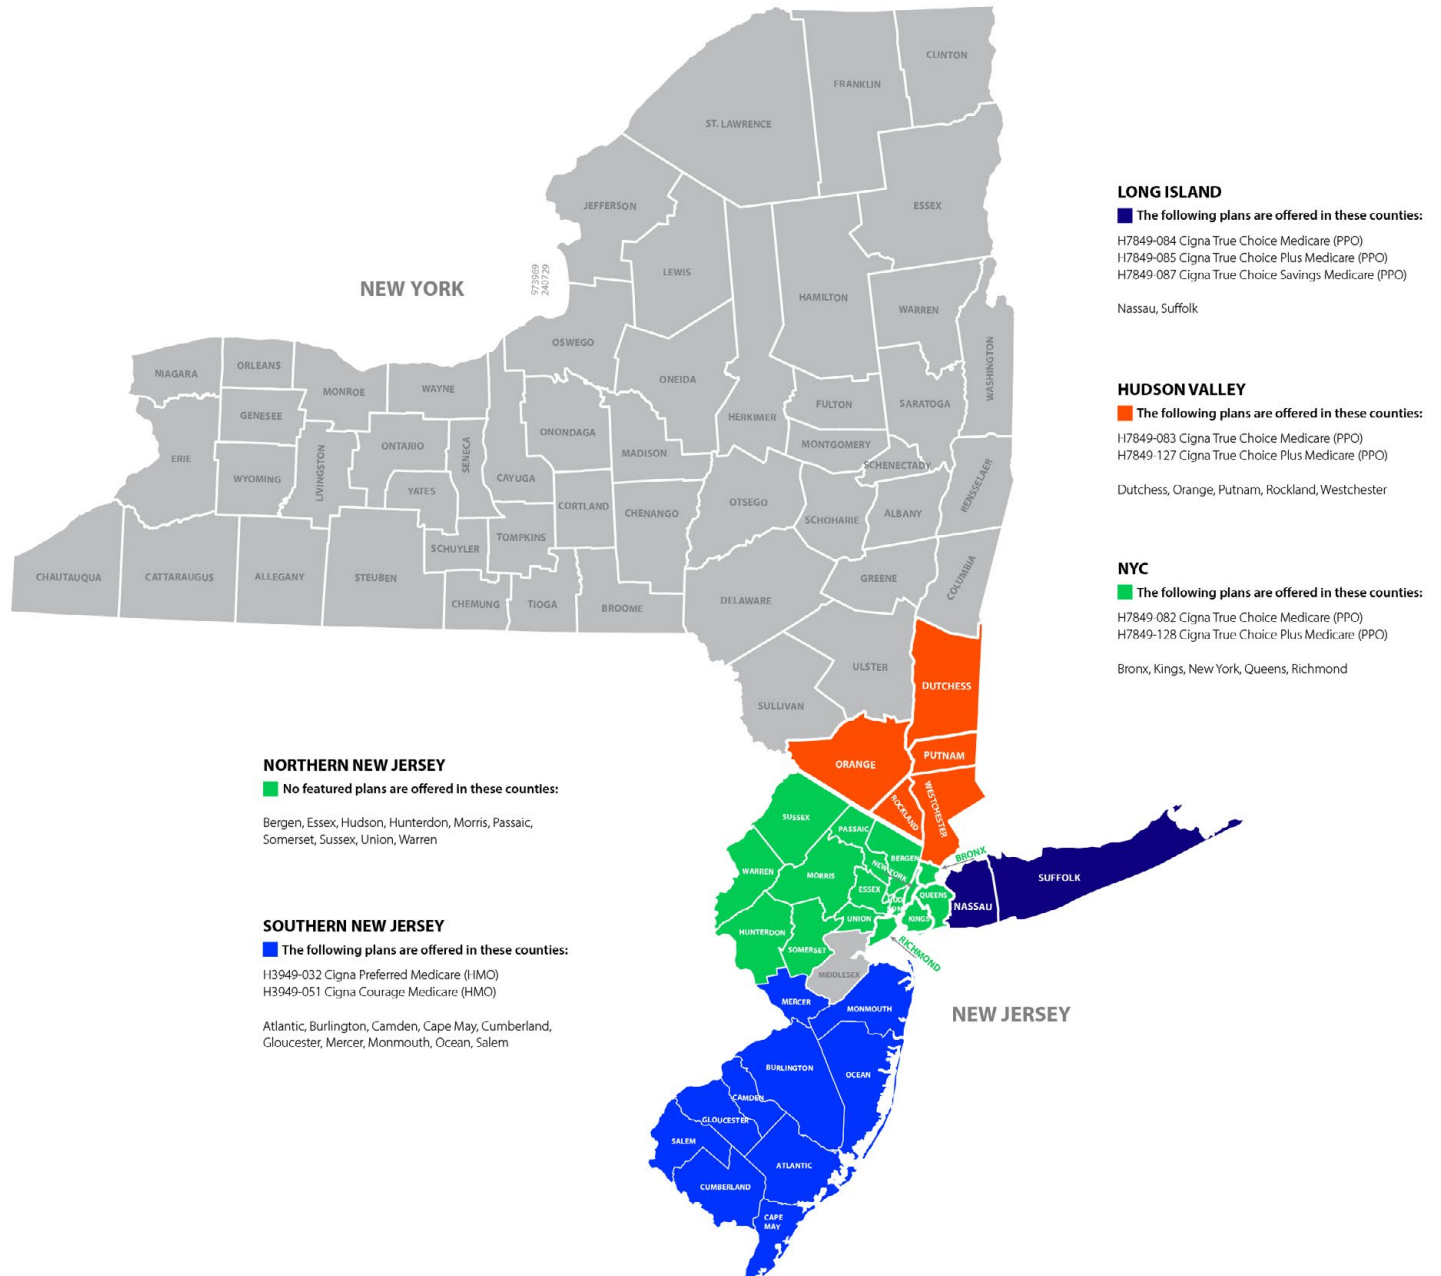 CLINTON
FRANKLIN
ST. LAWRENCE
JEFFERSON
ESSEX
LEWIS
NEW YORK
973969
240729
HAMILTON
WARREN
WASHINGTON
OSWEGO
ONEIDA
NIAGARA
ORLEANS
MONROE
WAYNE
HERKIMER
FULTON
SARATOGA
GENESEE
ONONDAGA
MADISON
MONTGOMERY
SCHENECTADY
ERIE
WYOMING
LIVINGSTON
ONTARIO
SENECA
YATES
CAYUGA
CORTLAND
CHENANGO
OTSEGO
SCHOHARIE
ALBANY
RENSSELAER
CHAUTAUQUA
CATTARAUGUS
ALLEGANY
STEUBEN
SCHUYLER
TOMPKINS
CHEMUNG
TIOGA
BROOME
DELAWARE
GREENE
COLUMBIA
ULSTER
SULLIVAN
DUTCHESS
PUTNAM
ORANGE
ROCKLAND
WESTCHESTER
LONG ISLAND
The following plans are offered in these counties:
H7849-084 Cigna True Choice Medicare (PPO)
H7849-085 Cigna True Choice Plus Medicare (PPO)
H7849-087 Cigna True Choice Savings Medicare (PPO)
Nassau, Suffolk
HUDSON VALLEY
The following plans are offered in these counties:
H7849-083 Cigna True Choice Medicare (PPO)
H7849-127 Cigna True Choice Plus Medicare (PPO)
Dutchess, Orange, Putnam, Rockland, Westchester
NYC
The following plans are offered in these counties:
H7849-082 Cigna True Choice Medicare (PPO)
H7849-128 Cigna True Choice Plus Medicare (PPO)
Bronx, Kings, New York, Queens, Richmond
NORTHERN NEW JERSEY
No featured plans are offered in these counties:
Bergen, Essex, Hudson, Hunterdon, Morris, Passaic,
Somerset, Sussex, Union, Warren
SOUTHERN NEW JERSEY
The following plans are offered in these counties:
H3949-032 Cigna Preferred Medicare (HMO)
H3949-051 Cigna Courage Medicare (HMO)
Atlantic, Burlington, Camden, Cape May, Cumberland,
Gloucester, Mercer, Monmouth, Ocean, Salem
SUSSEX
PASSAIC
BERGEN
NEW YORK
BRONX
WARREN
MORRIS
ESSEX
QUEENS
NASSAU
SUFFOLK
UNION
KINGS
HUNTERDON
SOMERSET
RICHMOND
MIDDLESEX
NEW JERSEY
MERCER
MONMOUTH
BURLINGTON
OCEAN
CAMDEN
GLOUCESTER
SALEM
ATLANTIC
CUMBERLAND
CAPE
MAY